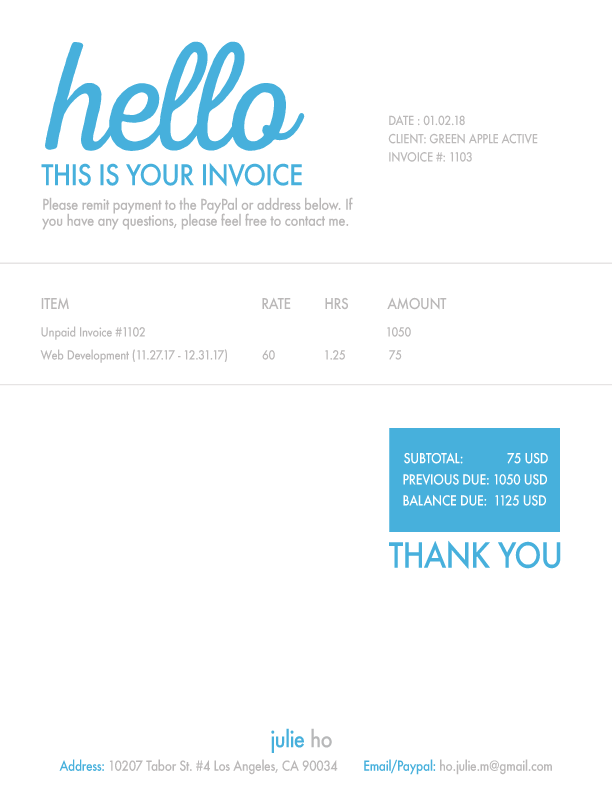 hello
THIS IS YOUR INVOICE
Please remit payment to the PayPal or address below. If
you have any questions, please feel free to contact me.
DATE : 01.02.18
CLIENT: GREEN APPLE ACTIVE
INVOICE #: 1103
ITEM RATE HRS AMOUNT
Unpaid Invoice #1102 1050
Web Development (11.27.17 - 12.31.17) 60 1.25 75
SUBTOTAL: 75 USD
PREVIOUS DUE: 1050 USD
BALANCE DUE: 1125 USD
THANK YOU
julie ho
Address: 10207 Tabor St. #4 Los Angeles, CA 90034 Email/Paypal: ho.julie.m@gmail.com